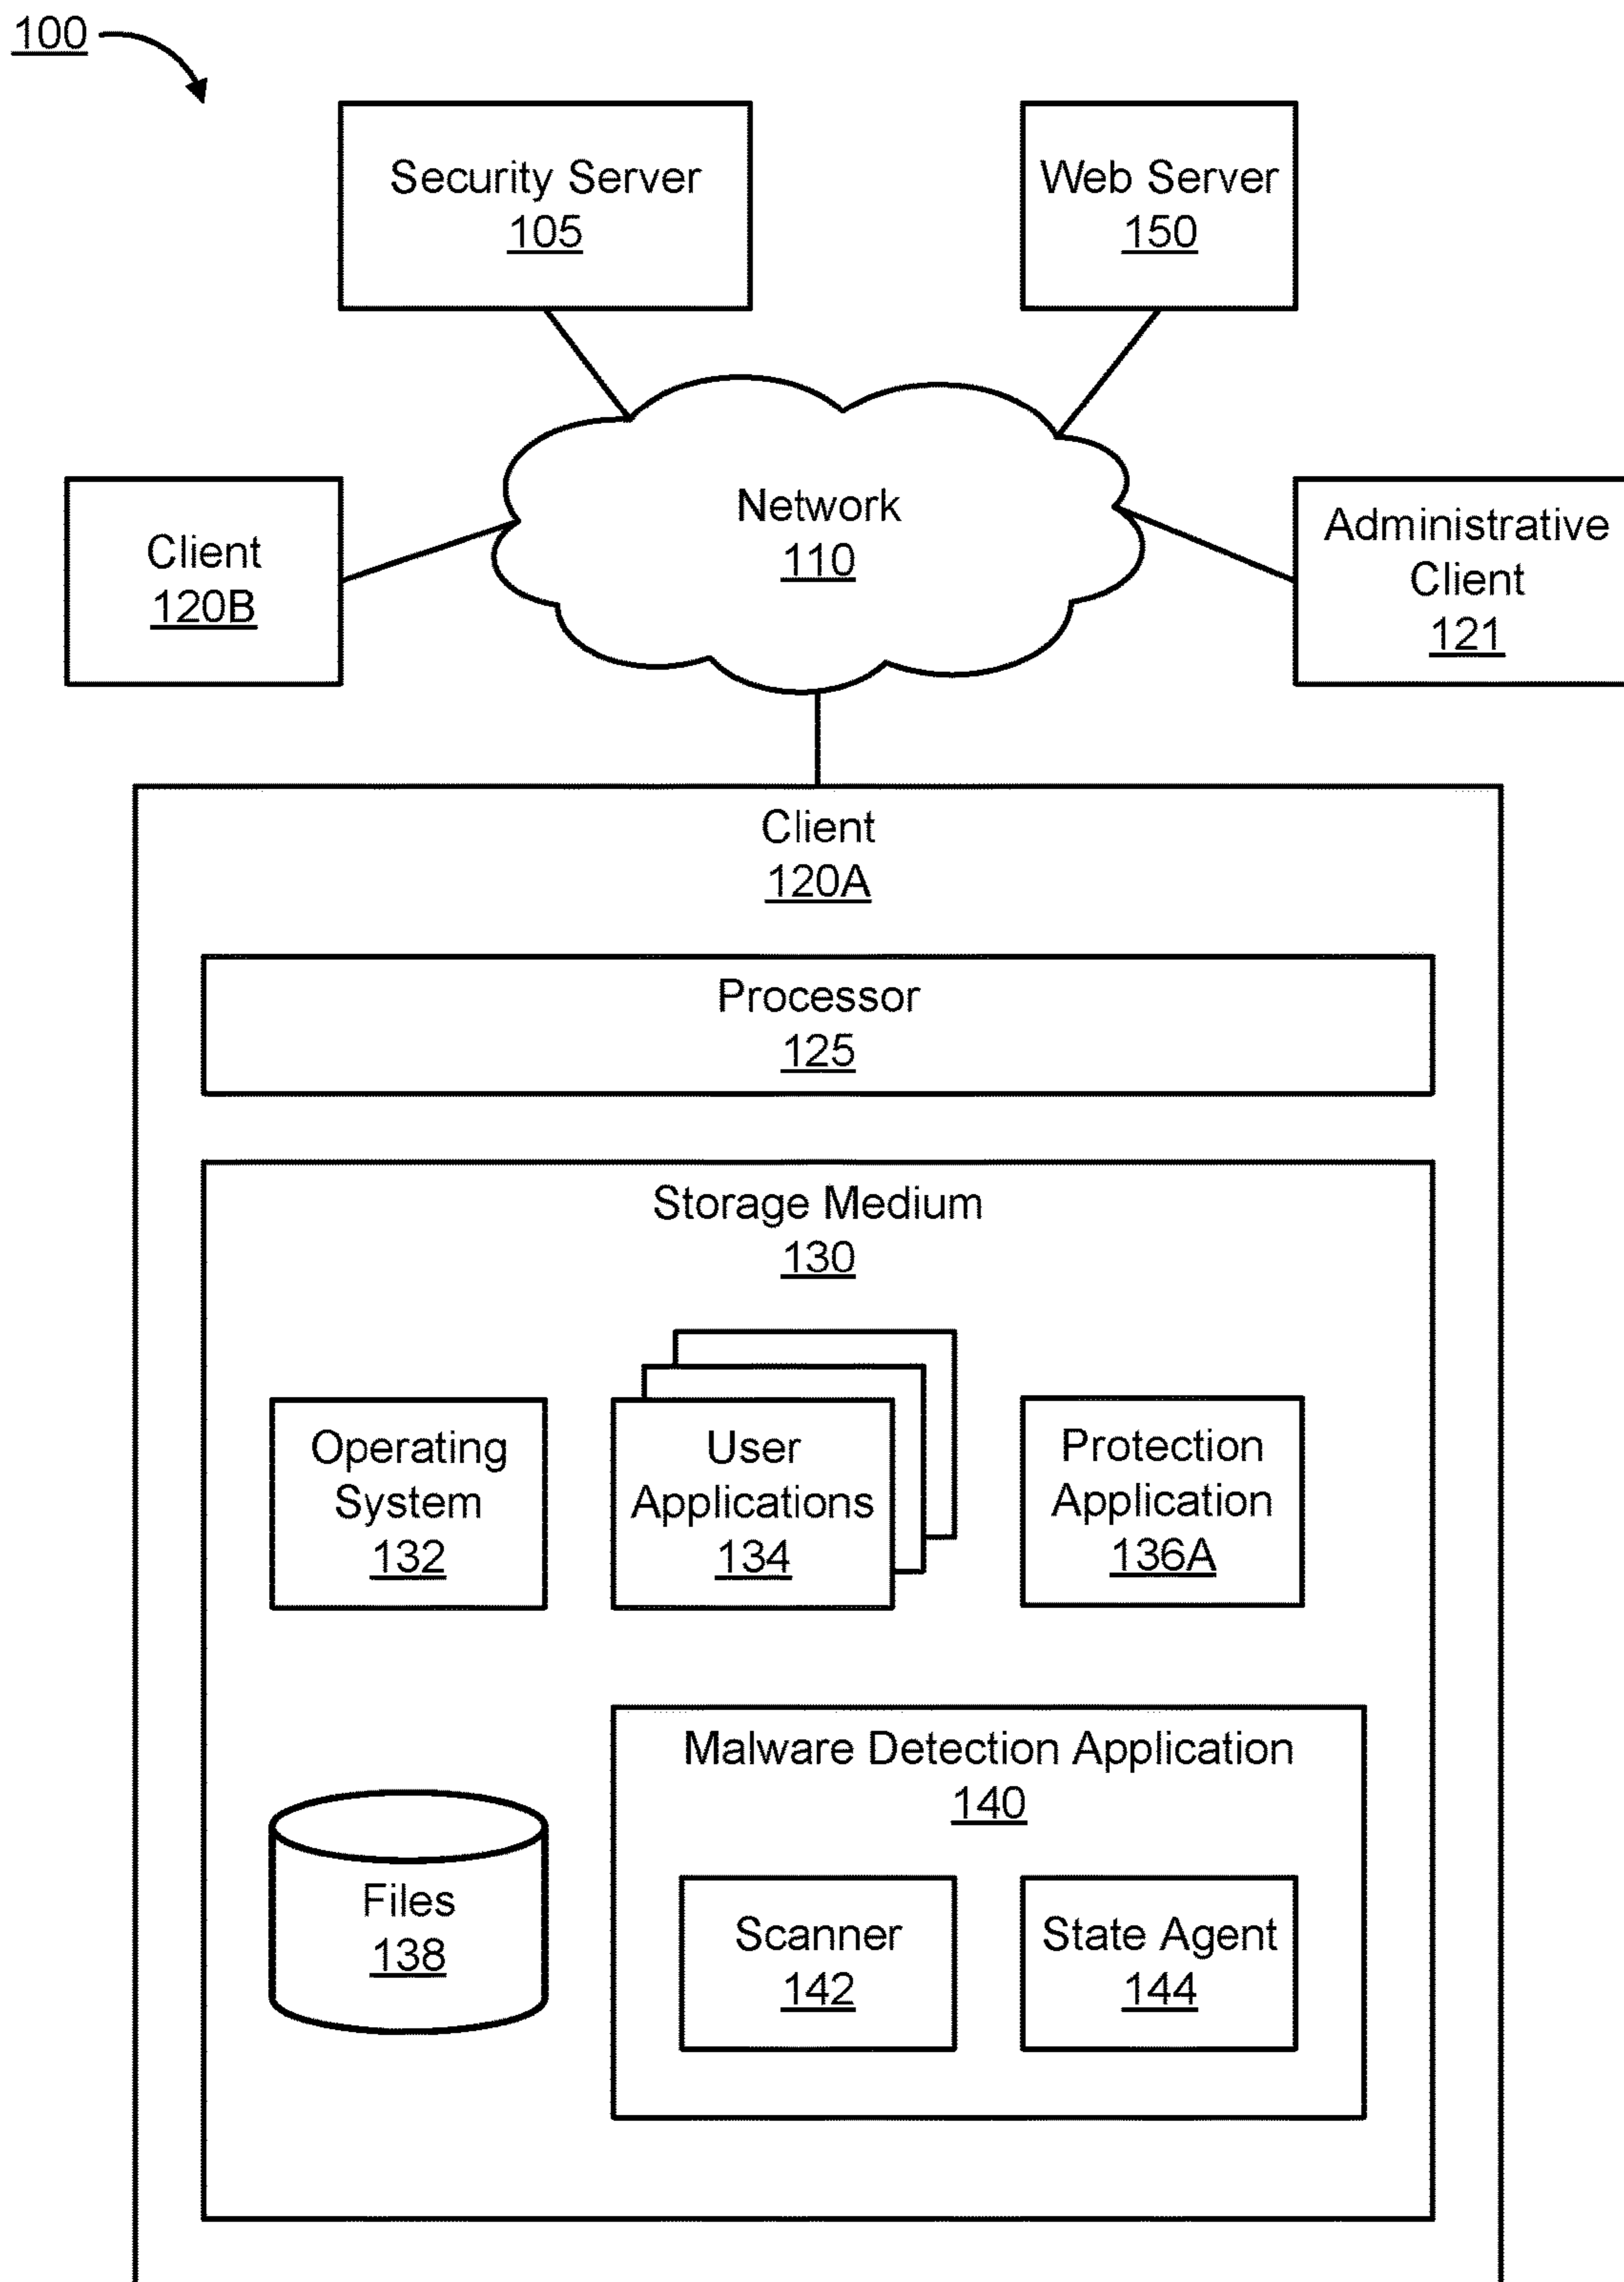 100
Security Server
105
Web Server
150
Network
110
Client
120B
Administrative
Client
121
Client
120A
Processor
125
Storage Medium
130
Operating
System
132
User
Applications
134
Protection
Application
136A
Files
138
Malware Detection Application
140
Scanner
142
State Agent
144